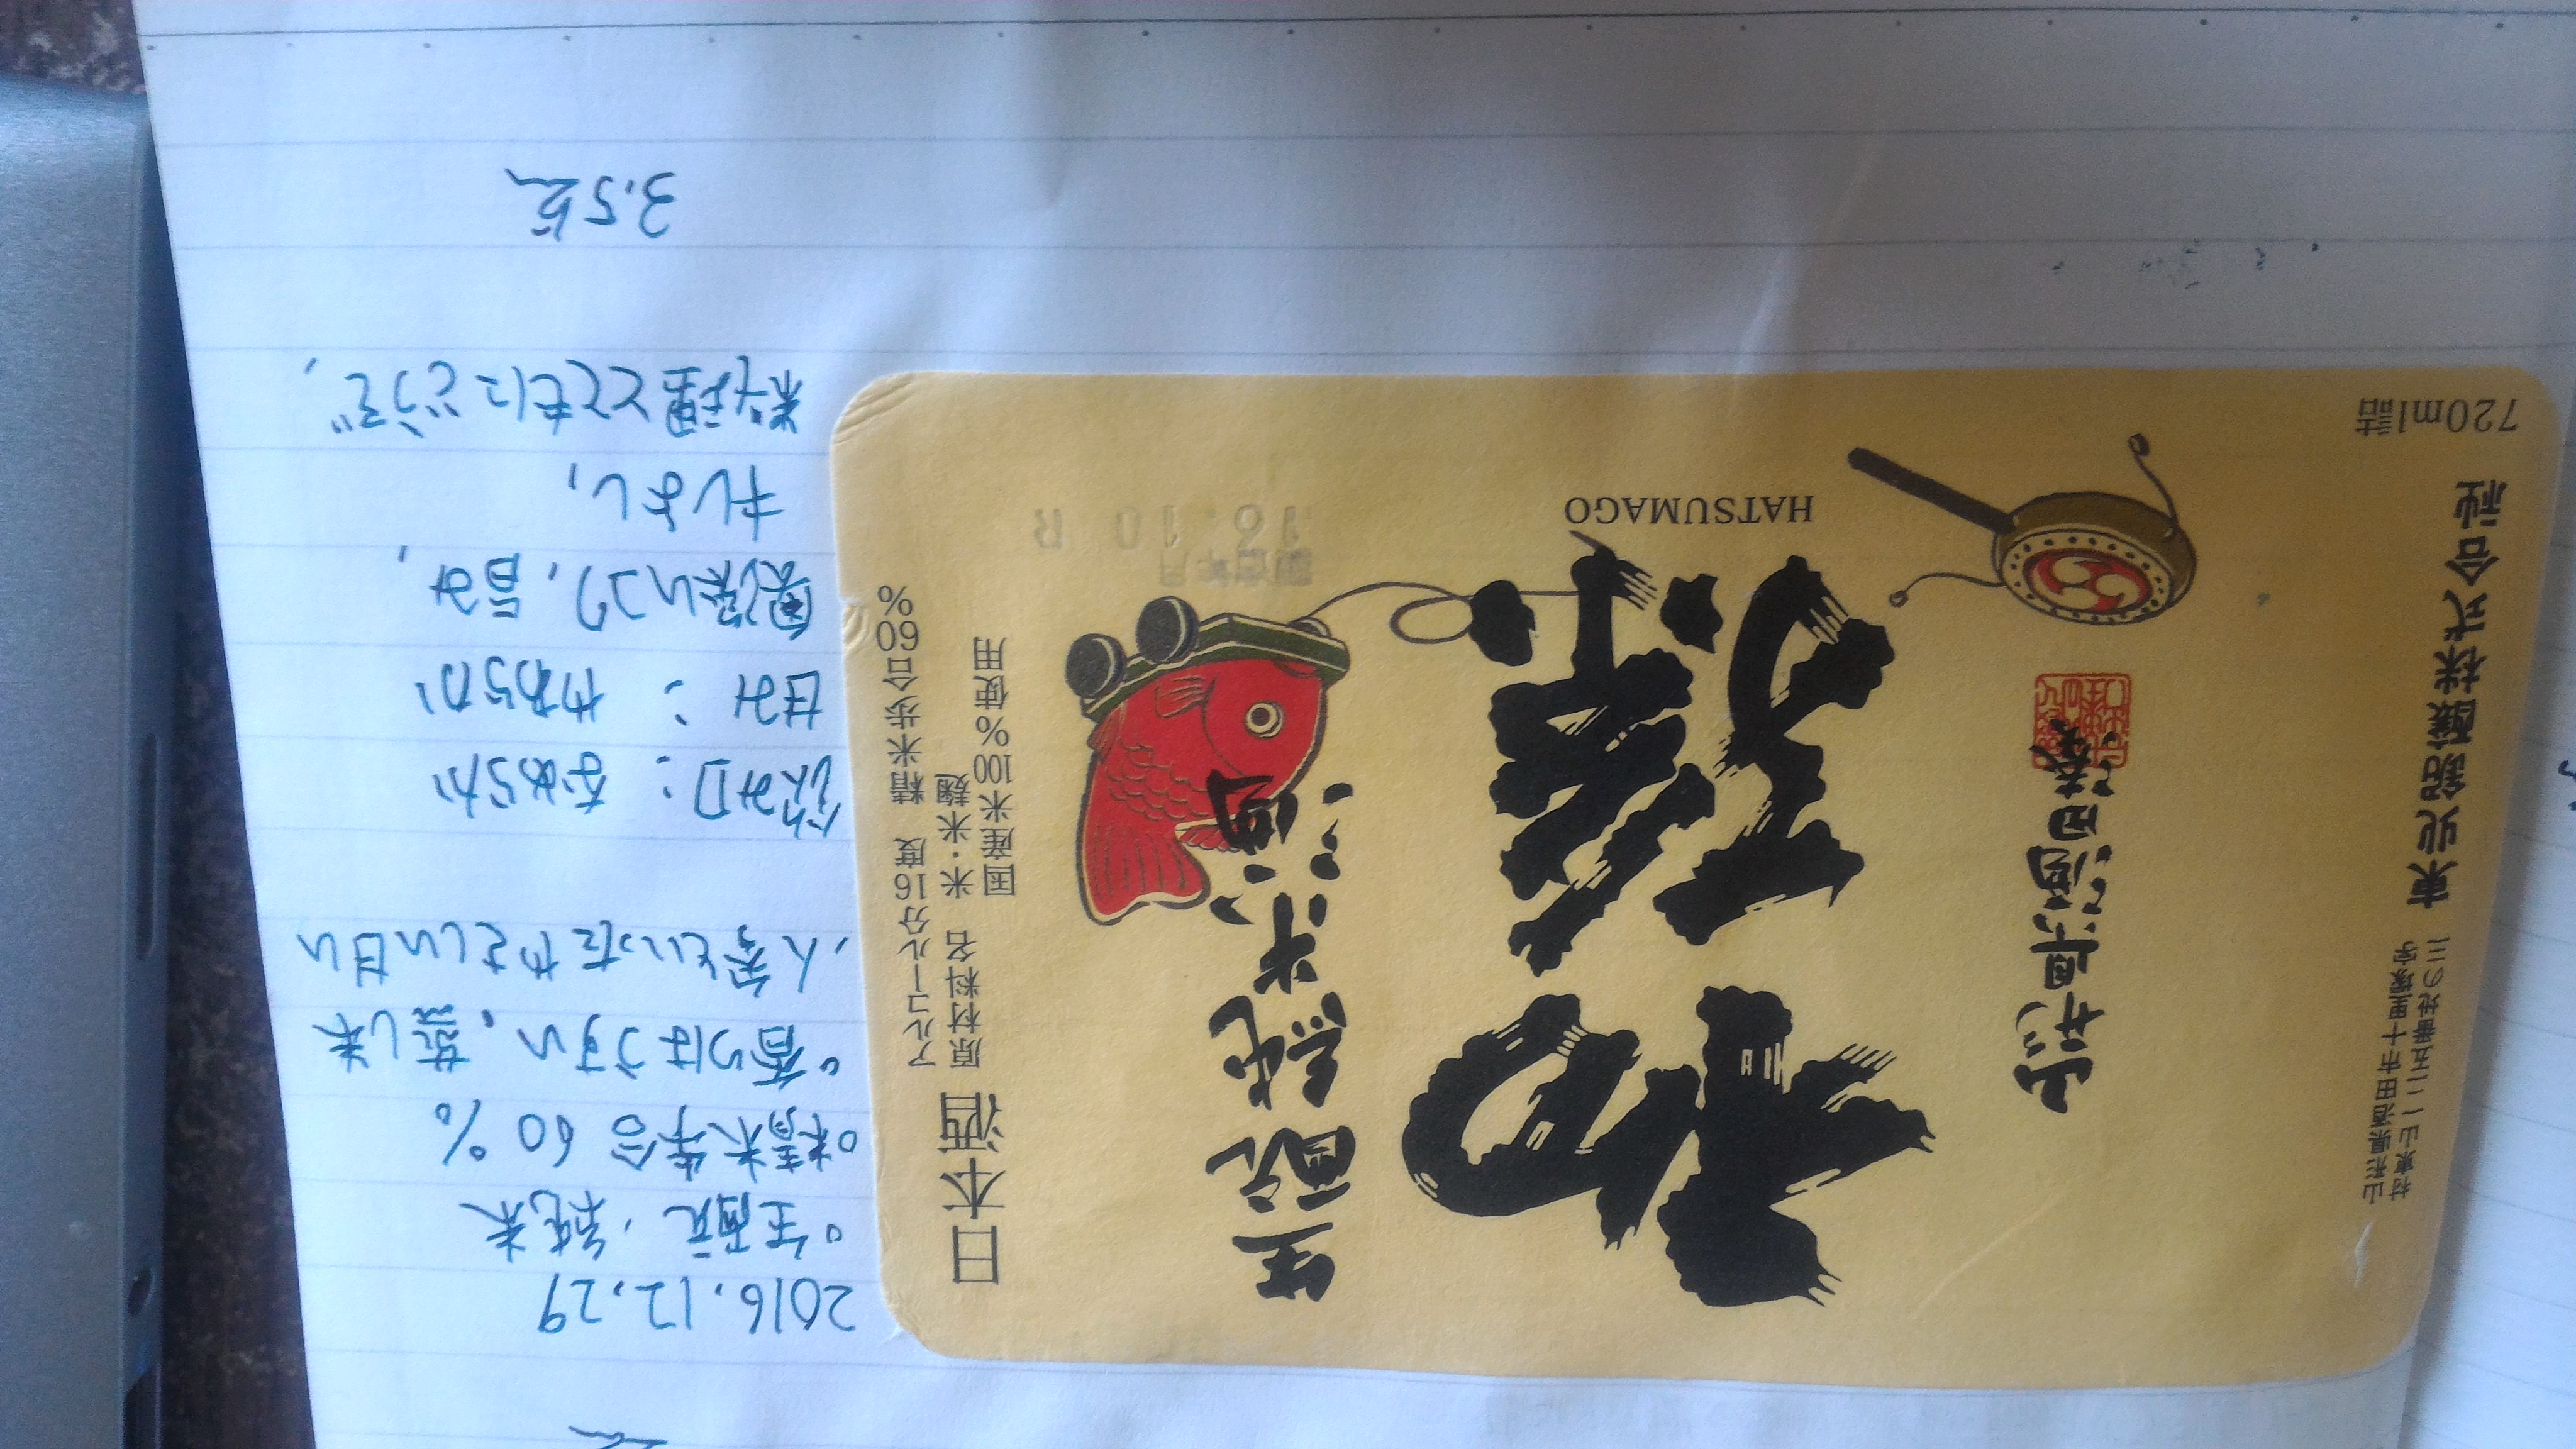 日本酒
アルコール分16度 精米歩合60%
原材料名 米・米麹
国産米100%使用
生酛純米酒
初孫
HATSUMAGO
山形県酒田湊
山形県酒田市十里塚字
村東山一二五番地の三
東北銘醸株式会社
720ml詰
16.10 R
2016.12.29
○生酛、純米
○精米歩合 60%
○香りはうすい。蒸し米
、人参といったやさしい甘い
飲み口: なめらか
甘み: やわらか
奥深いコク、旨み、
キレよし、
料理とともにどうぞ、
3.5点